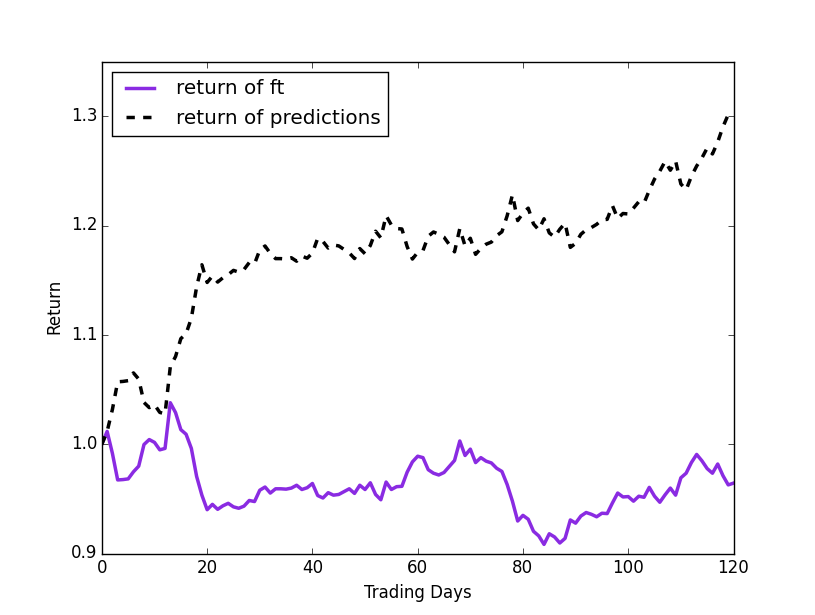 return of ft
return of predictions
1.3
1.2
1.1
1.0
0.9
Return
0 20 40 60 80 100 120
Trading Days